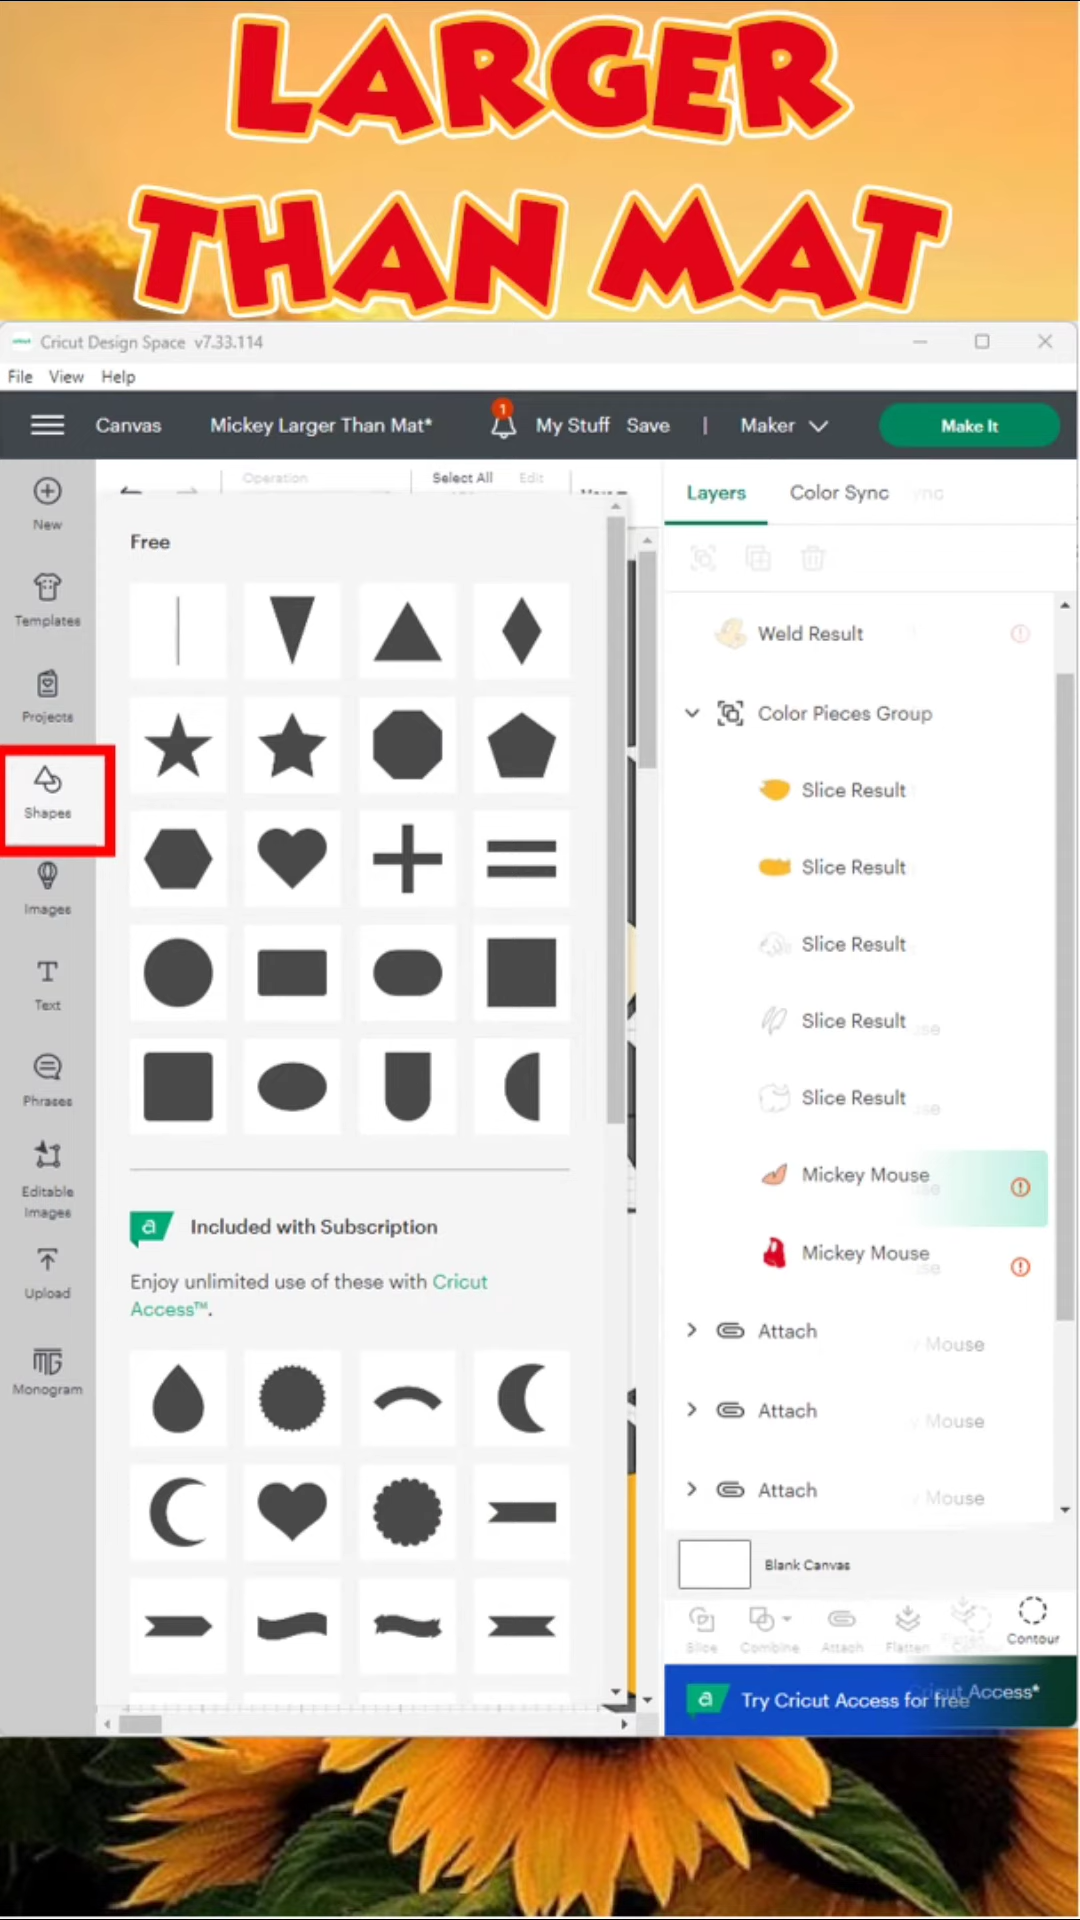 LARGER
THAN MAT
Cricut Design Space v7.33.114
File View Help
Canvas Mickey Larger Than Mat* 1 My Stuff Save | Maker Make It
New
Templates
Projects
Shapes
Images
Text
Phrases
Editable
Images
Upload
Monogram
Operation Select All Edit
Free
a Included with Subscription
Enjoy unlimited use of these with Cricut
Access™.
Layers Color Sync
Weld Result
Color Pieces Group
Slice Result
Slice Result
Slice Result
Slice Result
Slice Result
Mickey Mouse
Mickey Mouse
Attach
Mouse
Attach
Mouse
Attach
Mouse
Blank Canvas
Slice Combine Attach Flatten Contour
a Try Cricut Access for free